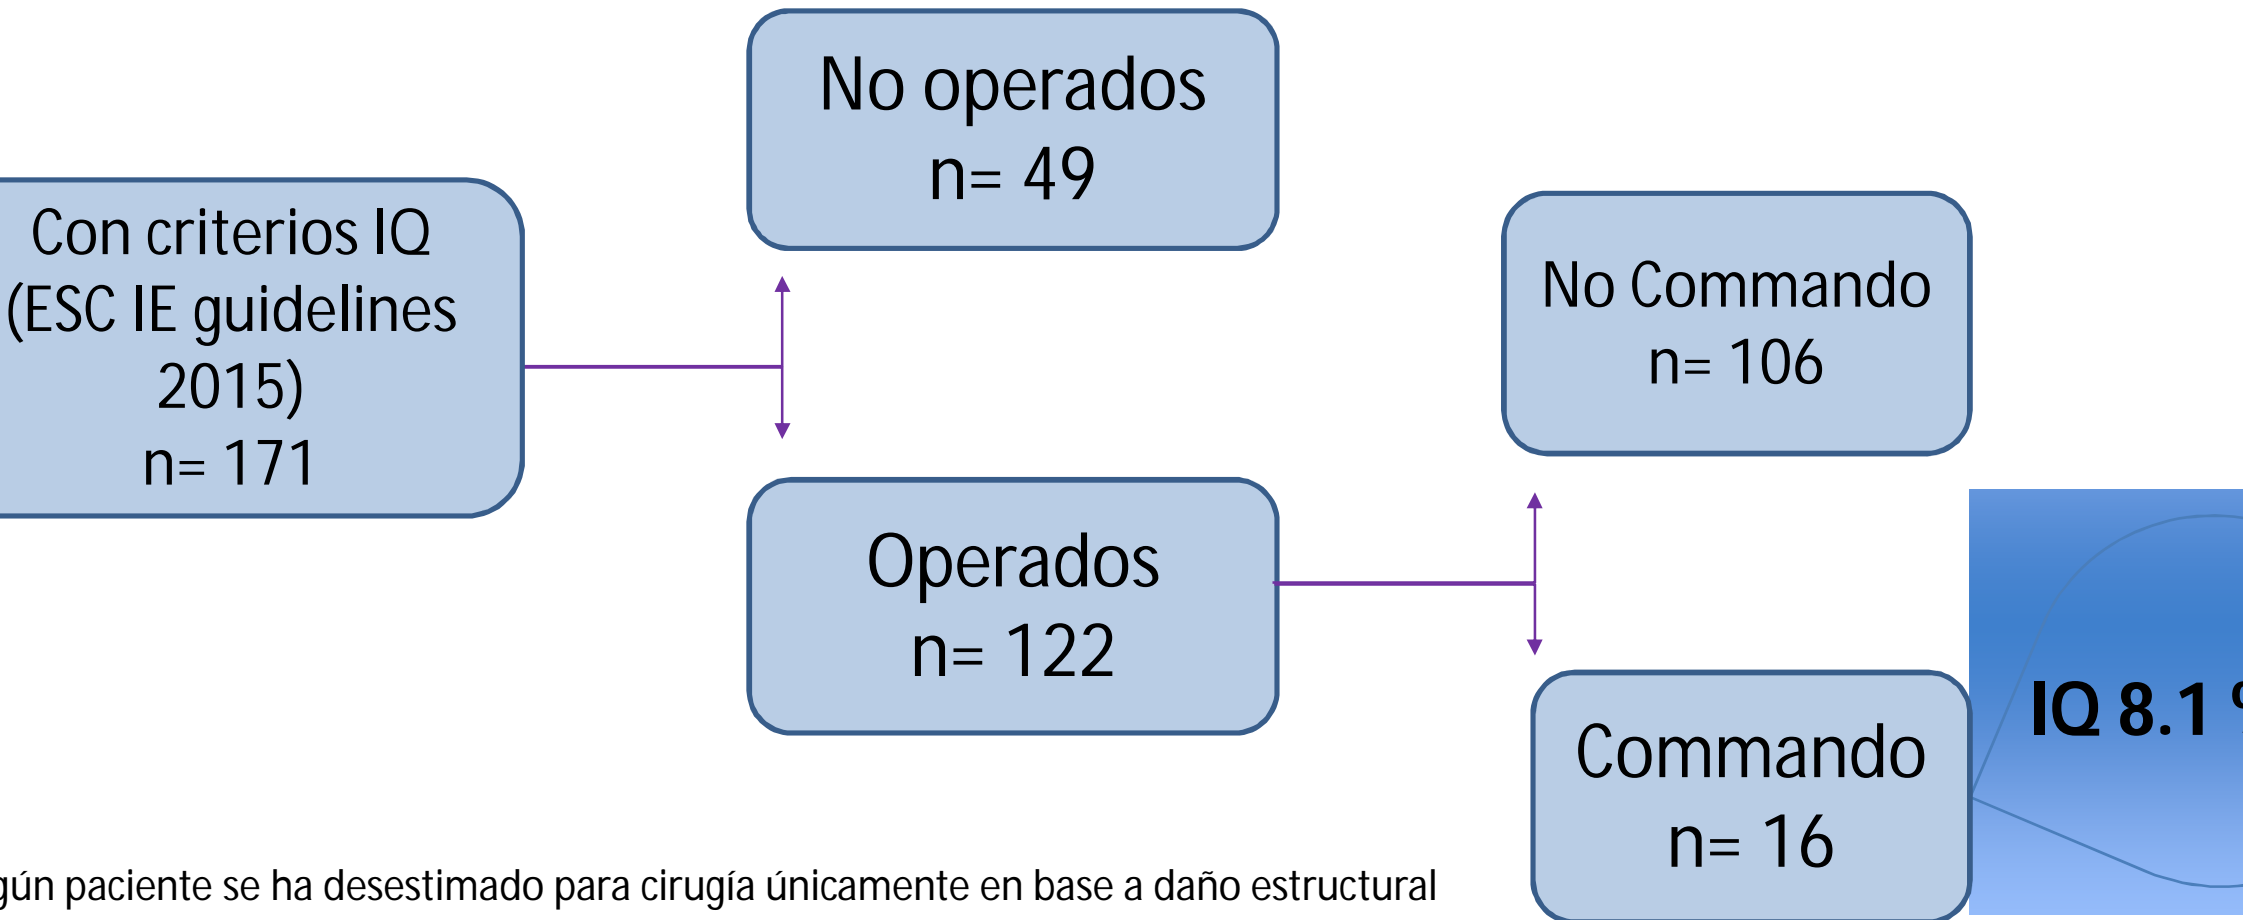 No operados
n= 49
Con criterios IQ
(ESC IE guidelines
2015)
n= 171
No Commando
n= 106
Operados
n= 122
Commando
n= 16
IQ 8.1
paciente se ha desestimado para cirugía únicamente en base a daño estructural